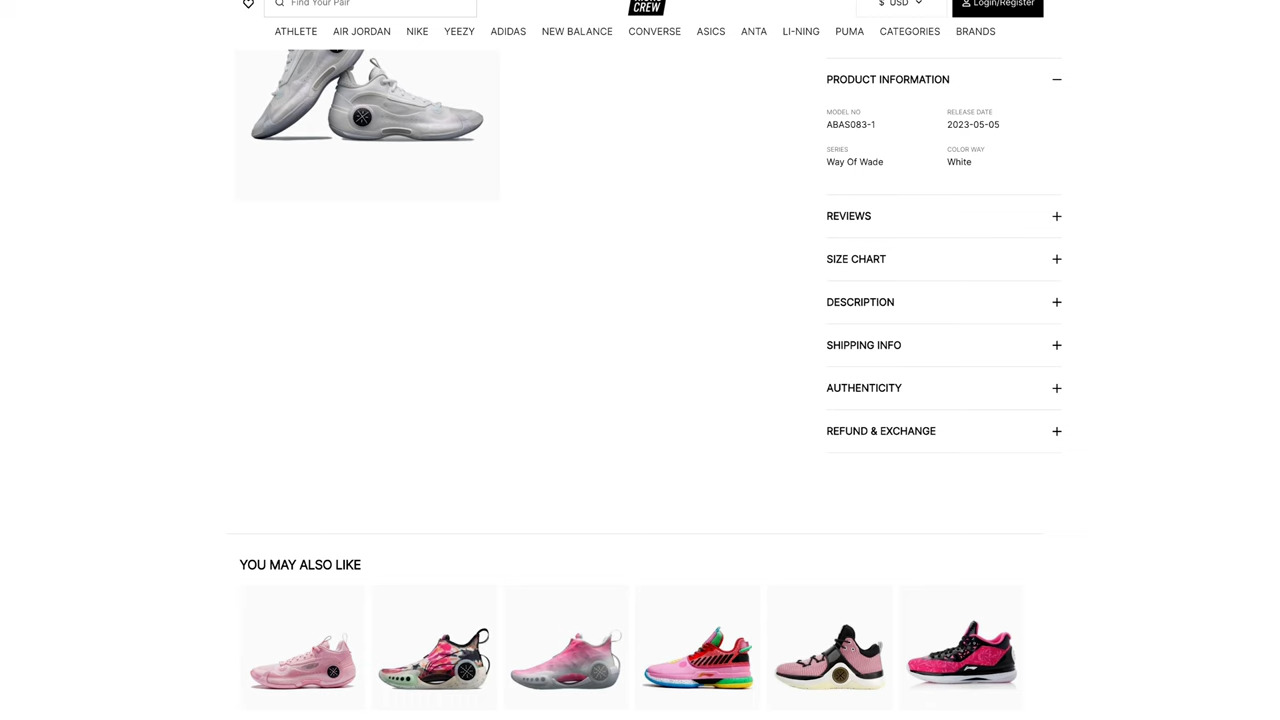 Find Your Pair
CREW
$ USD
Login/Register
ATHLETE AIR JORDAN NIKE YEEZY ADIDAS NEW BALANCE CONVERSE ASICS ANTA LI-NING PUMA CATEGORIES BRANDS
PRODUCT INFORMATION
MODEL NO RELEASE DATE
ABAS083-1 2023-05-05
SERIES COLOR WAY
Way Of Wade White
REVIEWS
SIZE CHART
DESCRIPTION
SHIPPING INFO
AUTHENTICITY
REFUND & EXCHANGE
YOU MAY ALSO LIKE